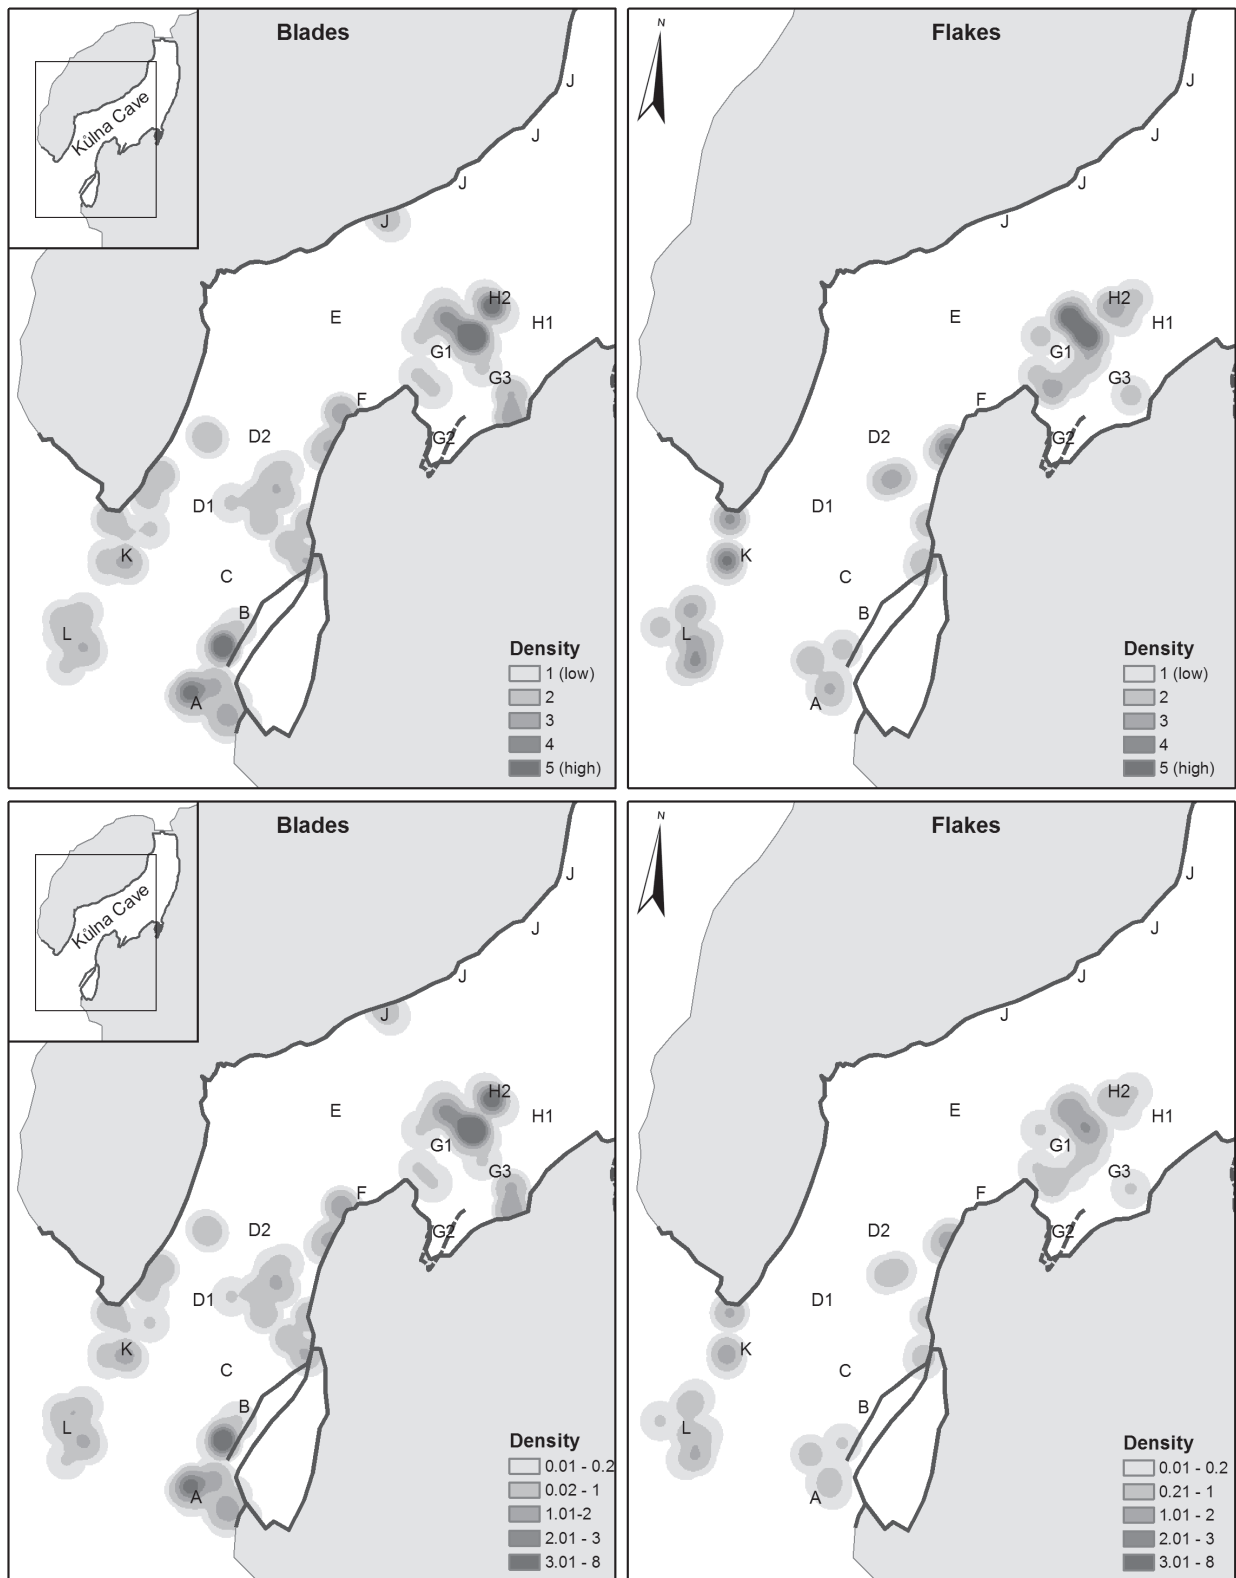 Blades
Kůlna Cave
J
J
J
J
H2
E
H1
G1
G3
F
D2
G2
D1
K
C
B
L
A
Density
1 (low)
2
3
4
5 (high)
Flakes
N
J
J
J
J
H2
E
H1
G1
G3
F
D2
G2
D1
K
C
B
L
A
Density
1 (low)
2
3
4
5 (high)
Blades
Kůlna Cave
J
J
J
J
H2
E
H1
G1
G3
F
D2
G2
D1
K
C
B
L
A
Density
0.01 - 0.2
0.02 - 1
1.01-2
2.01 - 3
3.01 - 8
Flakes
N
J
J
J
J
H2
E
H1
G1
G3
F
D2
G2
D1
K
C
B
L
A
Density
0.01 - 0.2
0.21 - 1
1.01 - 2
2.01 - 3
3.01 - 8